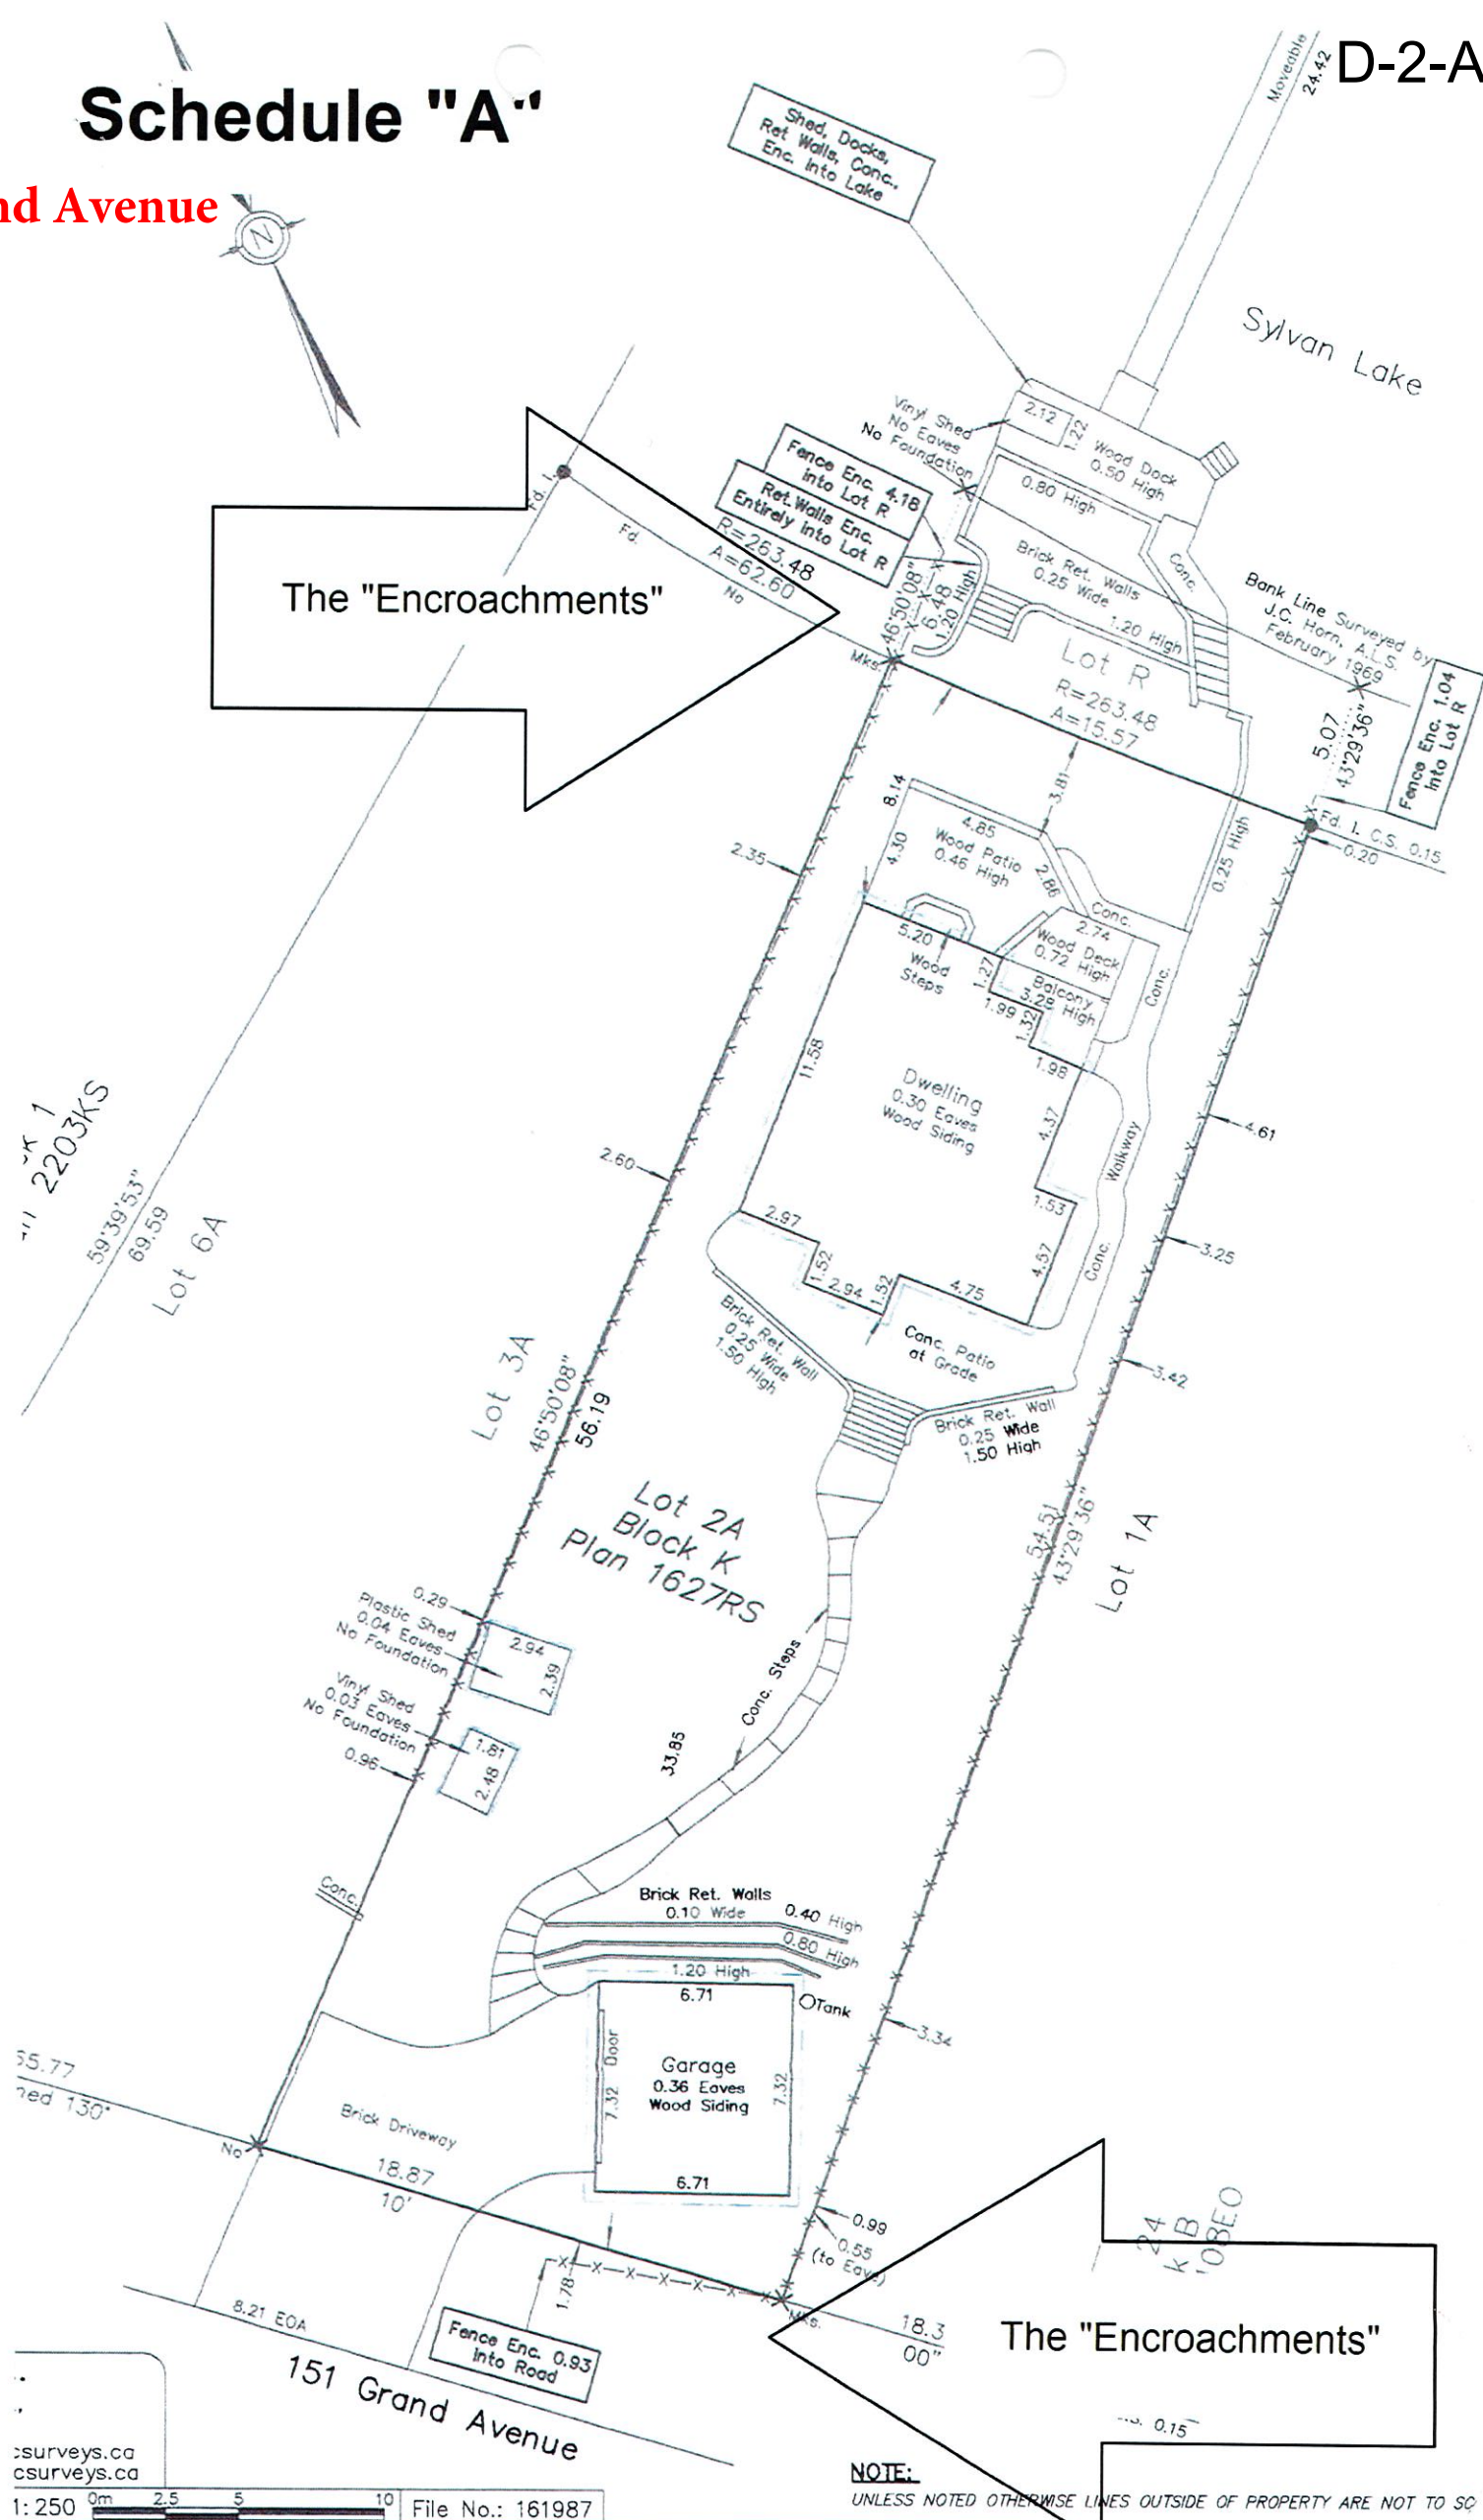 D-2-A
Schedule "A"
nd Avenue
N
Moveable
24.42
Shed, Docks,
Ret Walls, Conc.,
Enc. Into Lake
Sylvan Lake
Vinyl Shed
No Eaves
No Foundation
2.12
1.22
Wood Dock
0.50 High
0.80 High
Fence Enc. 4.18
into Lot R
Ret.Walls Enc.
Entirely into Lot R
Fd. I.
Fd.
No
R=263.48
A=62.60
The "Encroachments"
46°50'08"
6.48
1.20 High
Brick Ret. Walls
0.25 Wide
1.20 High
Conc.
Bank Line Surveyed by
J.C. Horn, A.L.S.
February 1969
Mks.
Lot R
R=263.48
A=15.57
5.07
43°29'36"
Fence Enc. 1.04
Into Lot R
Fd. I. C.S. 0.15
0.20
3.81
8.14
4.85
4.30
Wood Patio
0.46 High
2.86
0.25 High
2.35
Conc.
2.74
5.20
Wood
Steps
Wood Deck
0.72 High
1.27
Balcony
3.28 High
1.99
1.32
1.98
Conc.
11.58
Dwelling
0.30 Eaves
Wood Siding
4.37
Walkway
4.61
1
2203KS
2.60
59°39'53"
69.59
Lot 6A
1.53
2.97
1.52
2.94
1.52
4.75
4.57
Conc.
3.25
Brick Ret. Wall
0.25 Wide
1.50 High
Conc. Patio
at Grade
3.42
Brick Ret. Wall
0.25 Wide
1.50 High
Lot 3A
46°50'08"
56.19
Lot 2A
Block K
Plan 1627RS
54.51
43°29'36"
Lot 1A
0.29
Plastic Shed
0.04 Eaves
No Foundation
2.94
2.39
Vinyl Shed
0.03 Eaves
No Foundation
1.81
2.48
0.96
Conc. Steps
33.85
Conc.
Brick Ret. Walls
0.10 Wide
0.40 High
0.80 High
1.20 High
6.71
Tank
Door
7.32
Garage
0.36 Eaves
Wood Siding
7.32
3.34
6.71
55.77
ned 130°
No
Brick Driveway
18.87
10'
0.99
0.55
(to Eave)
24
k B
08EO
1.78
Mks.
18.3
00"
The "Encroachments"
8.21 EOA
Fence Enc. 0.93
into Road
151 Grand Avenue
0.15
csurveys.ca
csurveys.ca
1:250
0m 2.5 5 10
File No.: 161987
NOTE:
UNLESS NOTED OTHERWISE LINES OUTSIDE OF PROPERTY ARE NOT TO SC